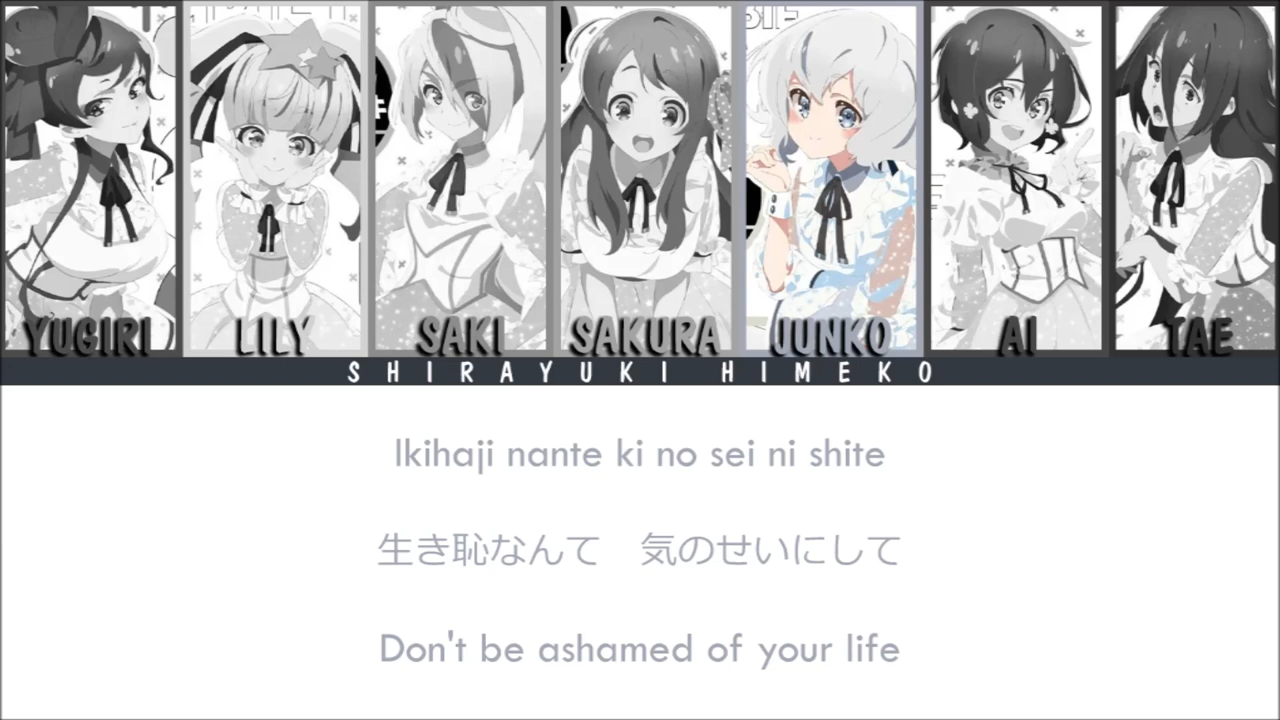 YUGIRI LILY SAKI SAKURA JUNKO AI TAE
SHIRAYUKI HIMEKO
Ikihaji nante ki no sei ni shite
生き恥なんて　気のせいにして
Don't be ashamed of your life